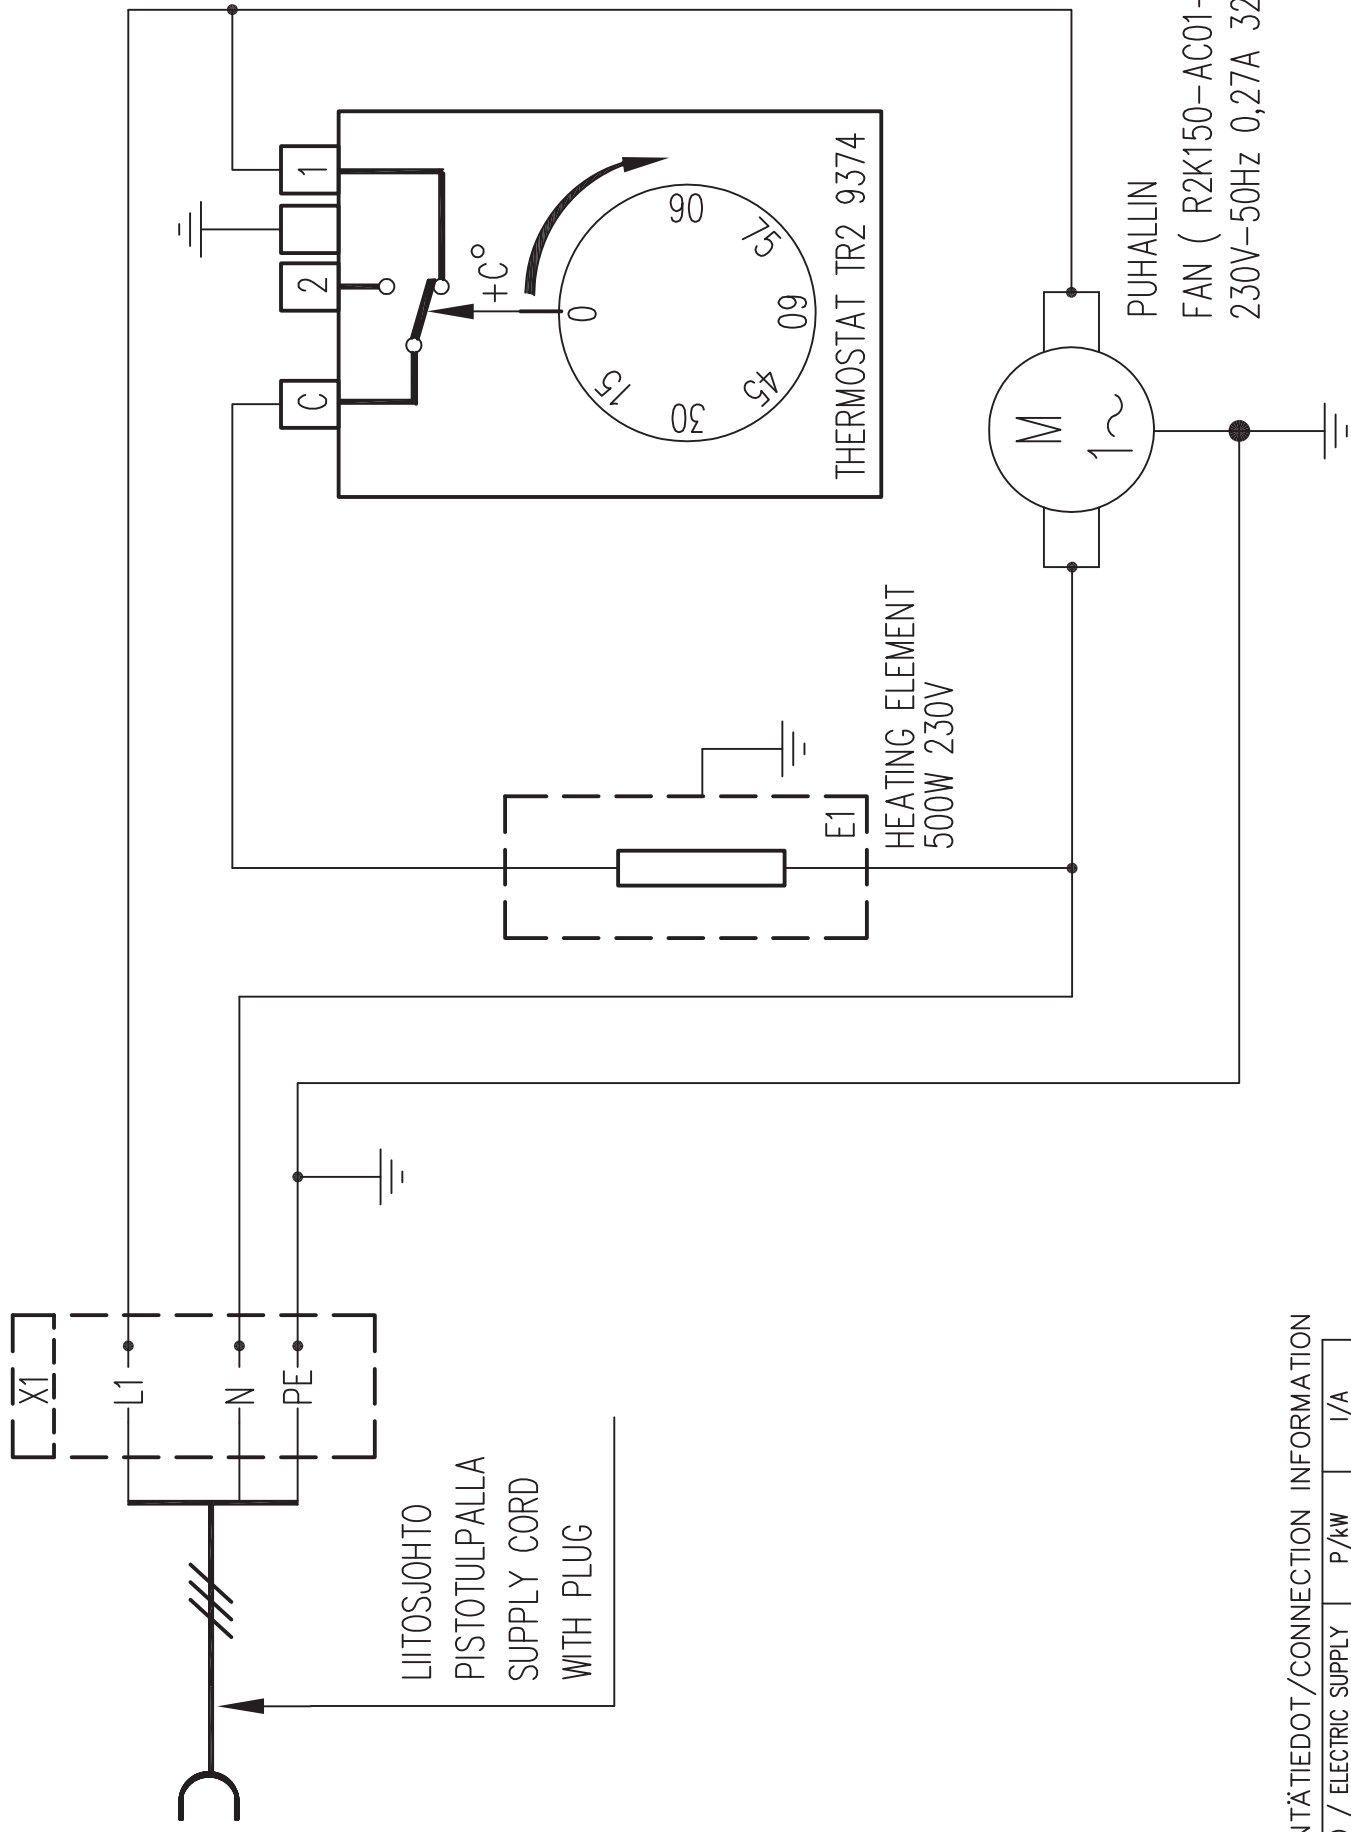 X1
L1
N
PE
LIITOSJOHTO
PISTOTULPALLA
SUPPLY CORD
WITH PLUG
C
2
1
+C°
0
15
30
45
60
75
90
THERMOSTAT TR2 9374
E1
HEATING ELEMENT
500W 230V
M
1~
PUHALLIN
FAN ( R2K150-AC01-
230V-50Hz 0,27A
/CONNECTION INFORMATION
/ ELECTRIC SUPPLY
P/kW
I/A